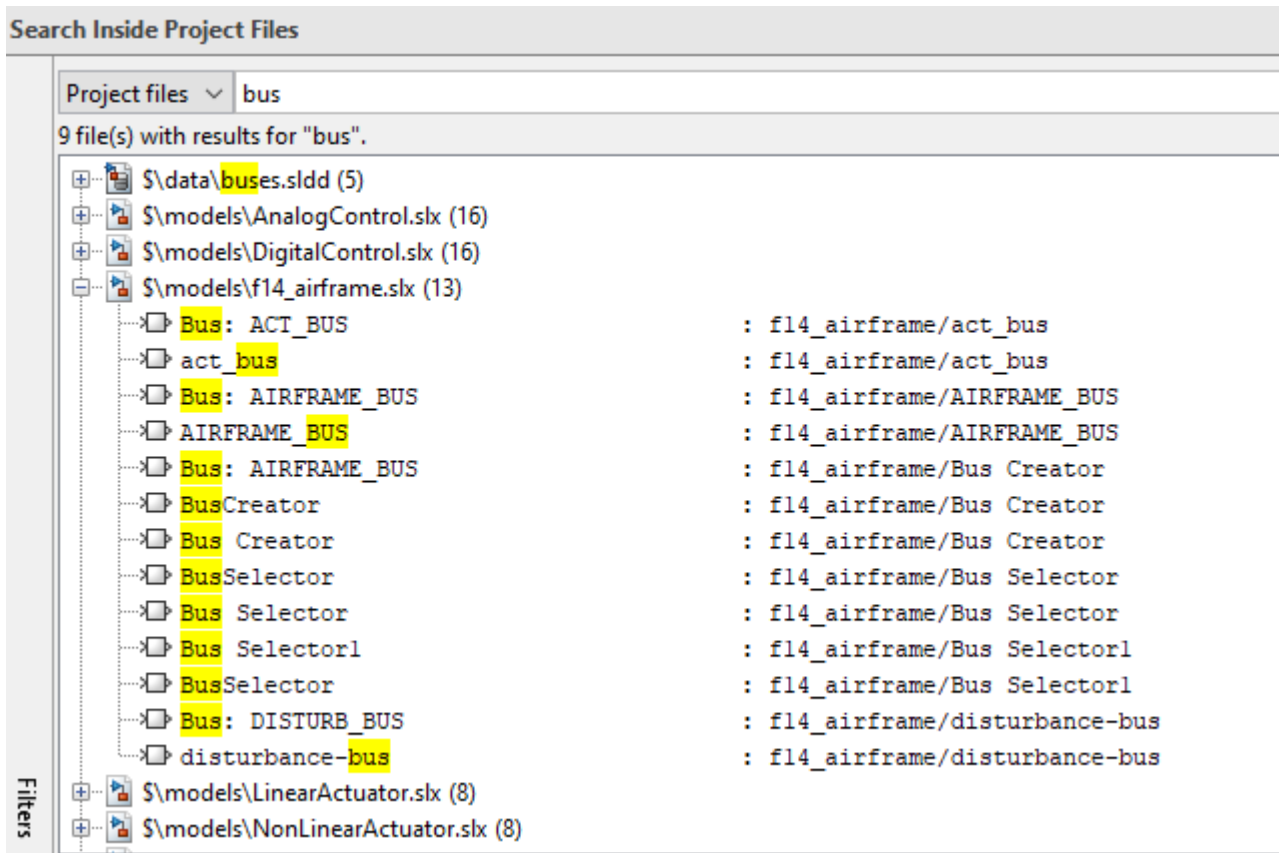 Search Inside Project Files
Project files bus
9 file(s) with results for "bus".
$\data\buses.sldd (5)
$\models\AnalogControl.slx (16)
$\models\DigitalControl.slx (16)
$\models\f14_airframe.slx (13)
Bus: ACT_BUS : f14_airframe/act_bus
act_bus : f14_airframe/act_bus
Bus: AIRFRAME_BUS : f14_airframe/AIRFRAME_BUS
AIRFRAME_BUS : f14_airframe/AIRFRAME_BUS
Bus: AIRFRAME_BUS : f14_airframe/Bus Creator
BusCreator : f14_airframe/Bus Creator
Bus Creator : f14_airframe/Bus Creator
BusSelector : f14_airframe/Bus Selector
Bus Selector : f14_airframe/Bus Selector
Bus Selector1 : f14_airframe/Bus Selector1
BusSelector : f14_airframe/Bus Selector1
Bus: DISTURB_BUS : f14_airframe/disturbance-bus
disturbance-bus : f14_airframe/disturbance-bus
$\models\LinearActuator.slx (8)
$\models\NonLinearActuator.slx (8)
Filters